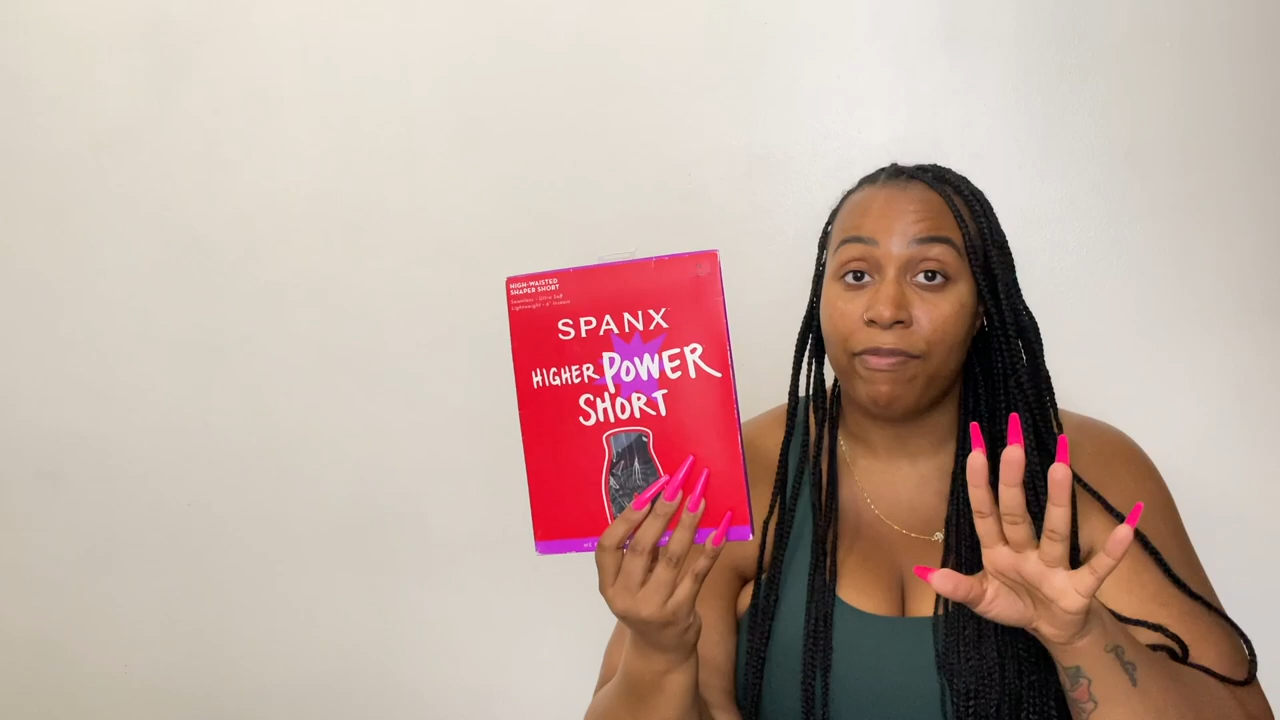 HIGH-WAISTED
SHAPER SHORT
Seamless • Ultra Soft
Lightweight • 6" Inseam
SPANX
HIGHER POWER
SHORT